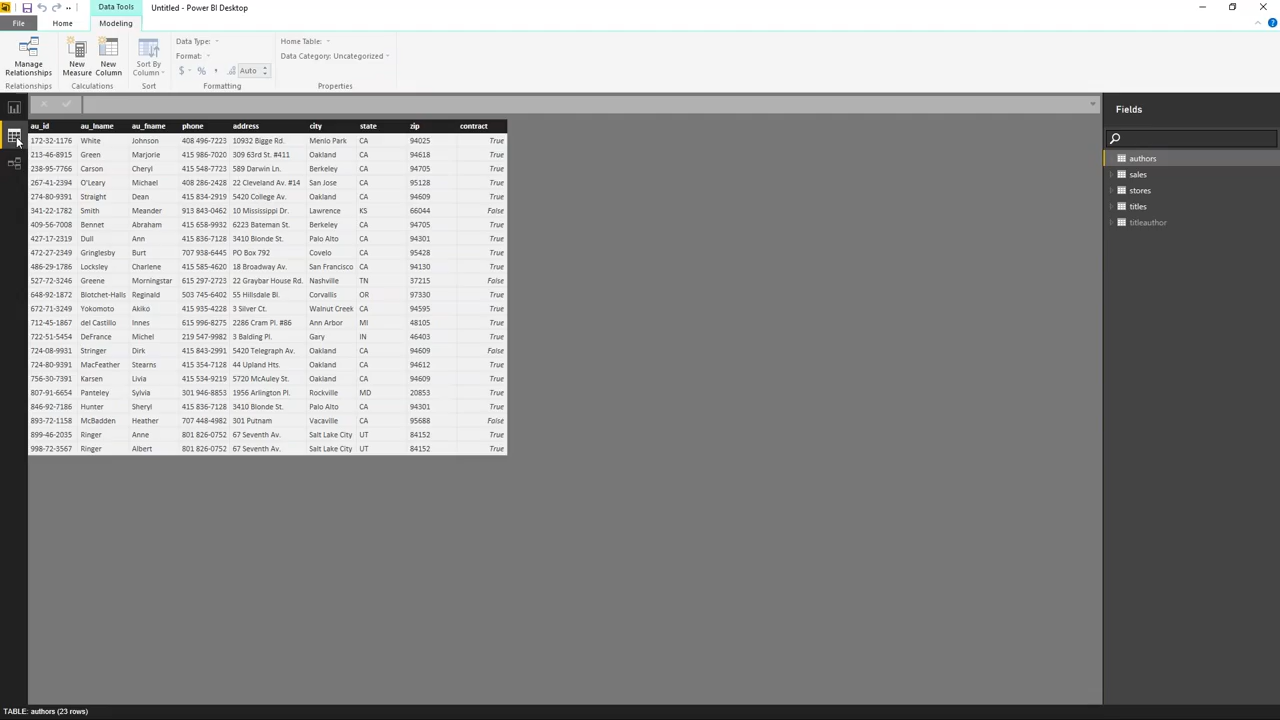 Data Tools
Untitled - Power BI Desktop
File
Home
Modeling
Manage Relationships
New Measure
New Column
Sort By Column
Data Type:
Format:
$ % , Auto
Home Table:
Data Category: Uncategorized
Relationships
Calculations
Sort
Formatting
Properties
au_id au_lname au_fname phone address city state zip contract
172-32-1176 White Johnson 408 496-7223 10932 Bigge Rd. Menlo Park CA 94025 True
213-46-8915 Green Marjorie 415 986-7020 309 63rd St. #411 Oakland CA 94618 True
238-95-7766 Carson Cheryl 415 548-7723 589 Darwin Ln. Berkeley CA 94705 True
267-41-2394 O'Leary Michael 408 286-2428 22 Cleveland Av. #14 San Jose CA 95128 True
274-80-9391 Straight Dean 415 834-2919 5420 College Av. Oakland CA 94609 True
341-22-1782 Smith Meander 913 843-0462 10 Mississippi Dr. Lawrence KS 66044 False
409-56-7008 Bennet Abraham 415 658-9932 6223 Bateman St. Berkeley CA 94705 True
427-17-2319 Dull Ann 415 836-7128 3410 Blonde St. Palo Alto CA 94301 True
472-27-2349 Gringlesby Burt 707 938-6445 PO Box 792 Covelo CA 95428 True
486-29-1786 Locksley Charlene 415 585-4620 18 Broadway Av. San Francisco CA 94130 True
527-72-3246 Greene Morningstar 615 297-2723 22 Graybar House Rd. Nashville TN 37215 False
648-92-1872 Blotchet-Halls Reginald 503 745-6402 55 Hillsdale Bl. Corvallis OR 97330 True
672-71-3249 Yokomoto Akiko 415 935-4228 3 Silver Ct. Walnut Creek CA 94595 True
712-45-1867 del Castillo Innes 615 996-8275 2286 Cram Pl. #86 Ann Arbor MI 48105 True
722-51-5454 DeFrance Michel 219 547-9982 3 Balding Pl. Gary IN 46403 True
724-08-9931 Stringer Dirk 415 843-2991 5420 Telegraph Av. Oakland CA 94609 False
724-80-9391 MacFeather Stearns 415 354-7128 44 Upland Hts. Oakland CA 94612 True
756-30-7391 Karsen Livia 415 534-9219 5720 McAuley St. Oakland CA 94609 True
807-91-6654 Panteley Sylvia 301 946-8853 1956 Arlington Pl. Rockville MD 20853 True
846-92-7186 Hunter Sheryl 415 836-7128 3410 Blonde St. Palo Alto CA 94301 True
893-72-1158 McBadden Heather 707 448-4982 301 Putnam Vacaville CA 95688 False
899-46-2035 Ringer Anne 801 826-0752 67 Seventh Av. Salt Lake City UT 84152 True
998-72-3567 Ringer Albert 801 826-0752 67 Seventh Av. Salt Lake City UT 84152 True
Fields
authors
sales
stores
titles
titleauthor
TABLE: authors (23 rows)